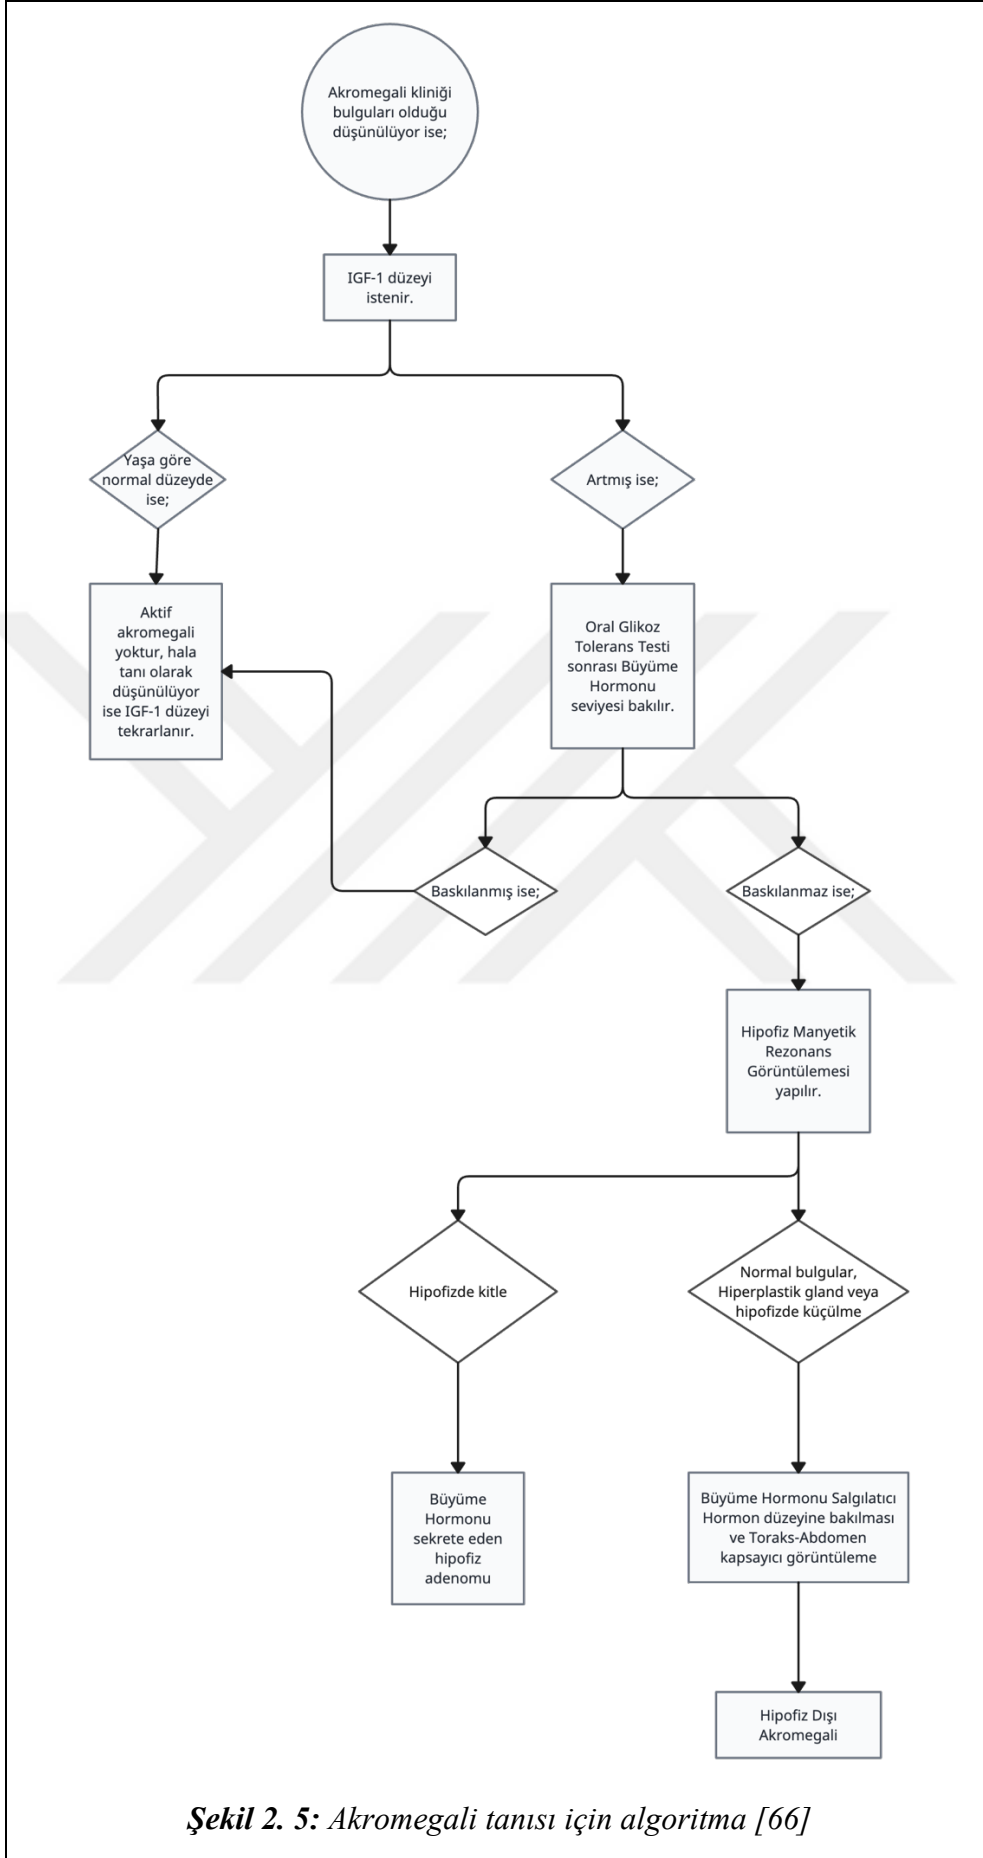 Akromegali kliniği
bulguları olduğu
düşünülüyor ise;
IGF-1 düzeyi
istenir.
Yaşa göre
normal düzeyde
ise;
Artmış ise;
Aktif
akromegali
yoktur, hala
tanı olarak
düşünülüyor
ise IGF-1 düzeyi
tekrarlanır.
Oral Glikoz
Tolerans Testi
sonrası Büyüme
Hormonu
seviyesi bakılır.
Baskılanmış ise;
Baskılanmaz ise;
Hipofiz Manyetik
Rezonans
Görüntülemesi
yapılır.
Hipofizde kitle
Normal bulgular,
Hiperplastik gland veya
hipofizde küçülme
Büyüme
Hormonu
sekrete eden
hipofiz
adenomu
Büyüme Hormonu Salgılatıcı
Hormon düzeyine bakılması
ve Toraks-Abdomen
kapsayıcı görüntüleme
Hipofiz Dışı
Akromegali
Şekil 2. 5: Akromegali tanısı için algoritma [66]